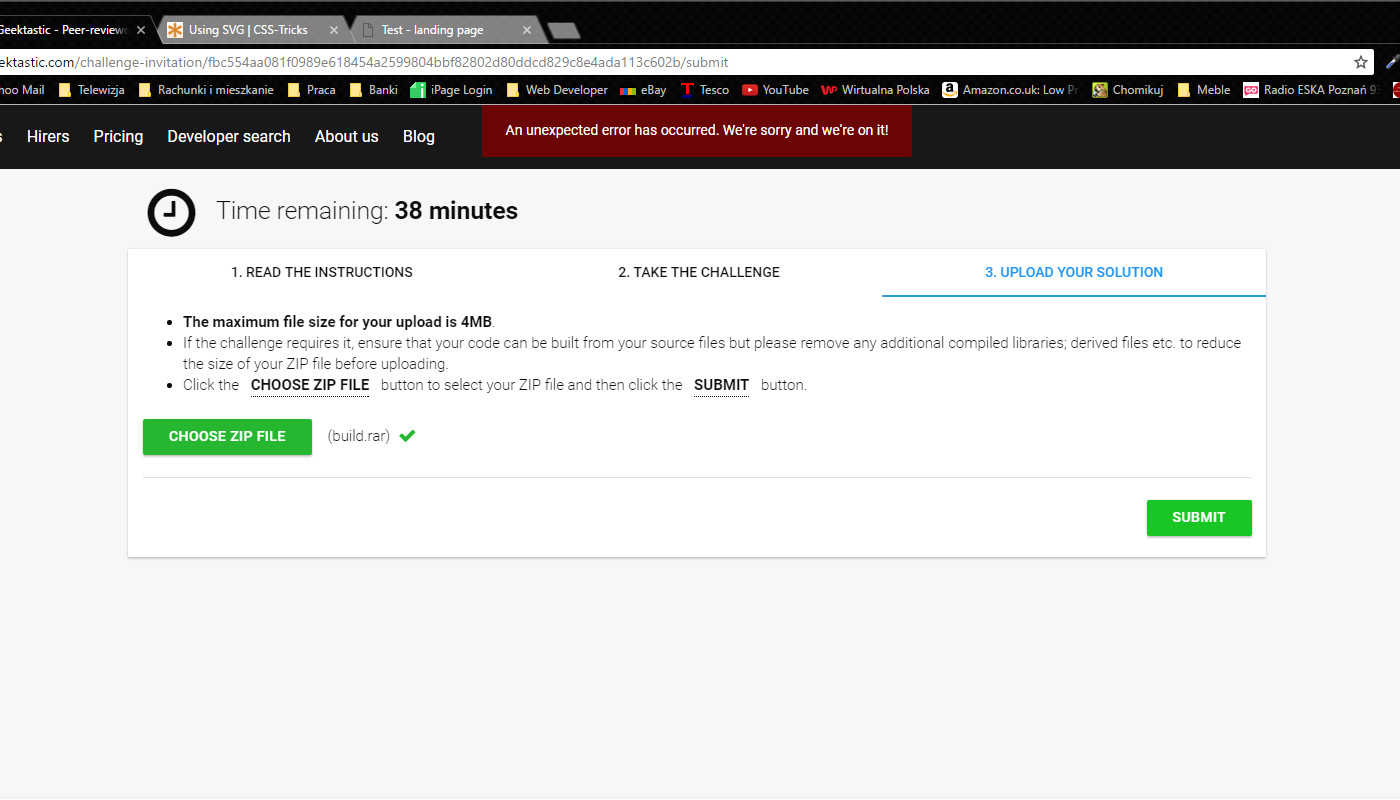 Geektastic - Peer-reviewe
Using SVG | CSS-Tricks
Test - landing page
ektastic.com/challenge-invitation/fbc554aa081f0989e618454a2599804bbf82802d80ddcd829c8e4ada113c602b/submit
hoo Mail Telewizja Rachunki i mieszkanie Praca Banki iPage Login Web Developer eBay Tesco YouTube Wirtualna Polska Amazon.co.uk: Low Pr Chomikuj Meble Radio ESKA Poznań 93
s Hirers Pricing Developer search About us Blog
An unexpected error has occurred. We're sorry and we're on it!
Time remaining: 38 minutes
1. READ THE INSTRUCTIONS
2. TAKE THE CHALLENGE
3. UPLOAD YOUR SOLUTION
The maximum file size for your upload is 4MB.
If the challenge requires it, ensure that your code can be built from your source files but please remove any additional compiled libraries; derived files etc. to reduce
the size of your ZIP file before uploading.
Click the CHOOSE ZIP FILE button to select your ZIP file and then click the SUBMIT button.
CHOOSE ZIP FILE (build.rar)
SUBMIT